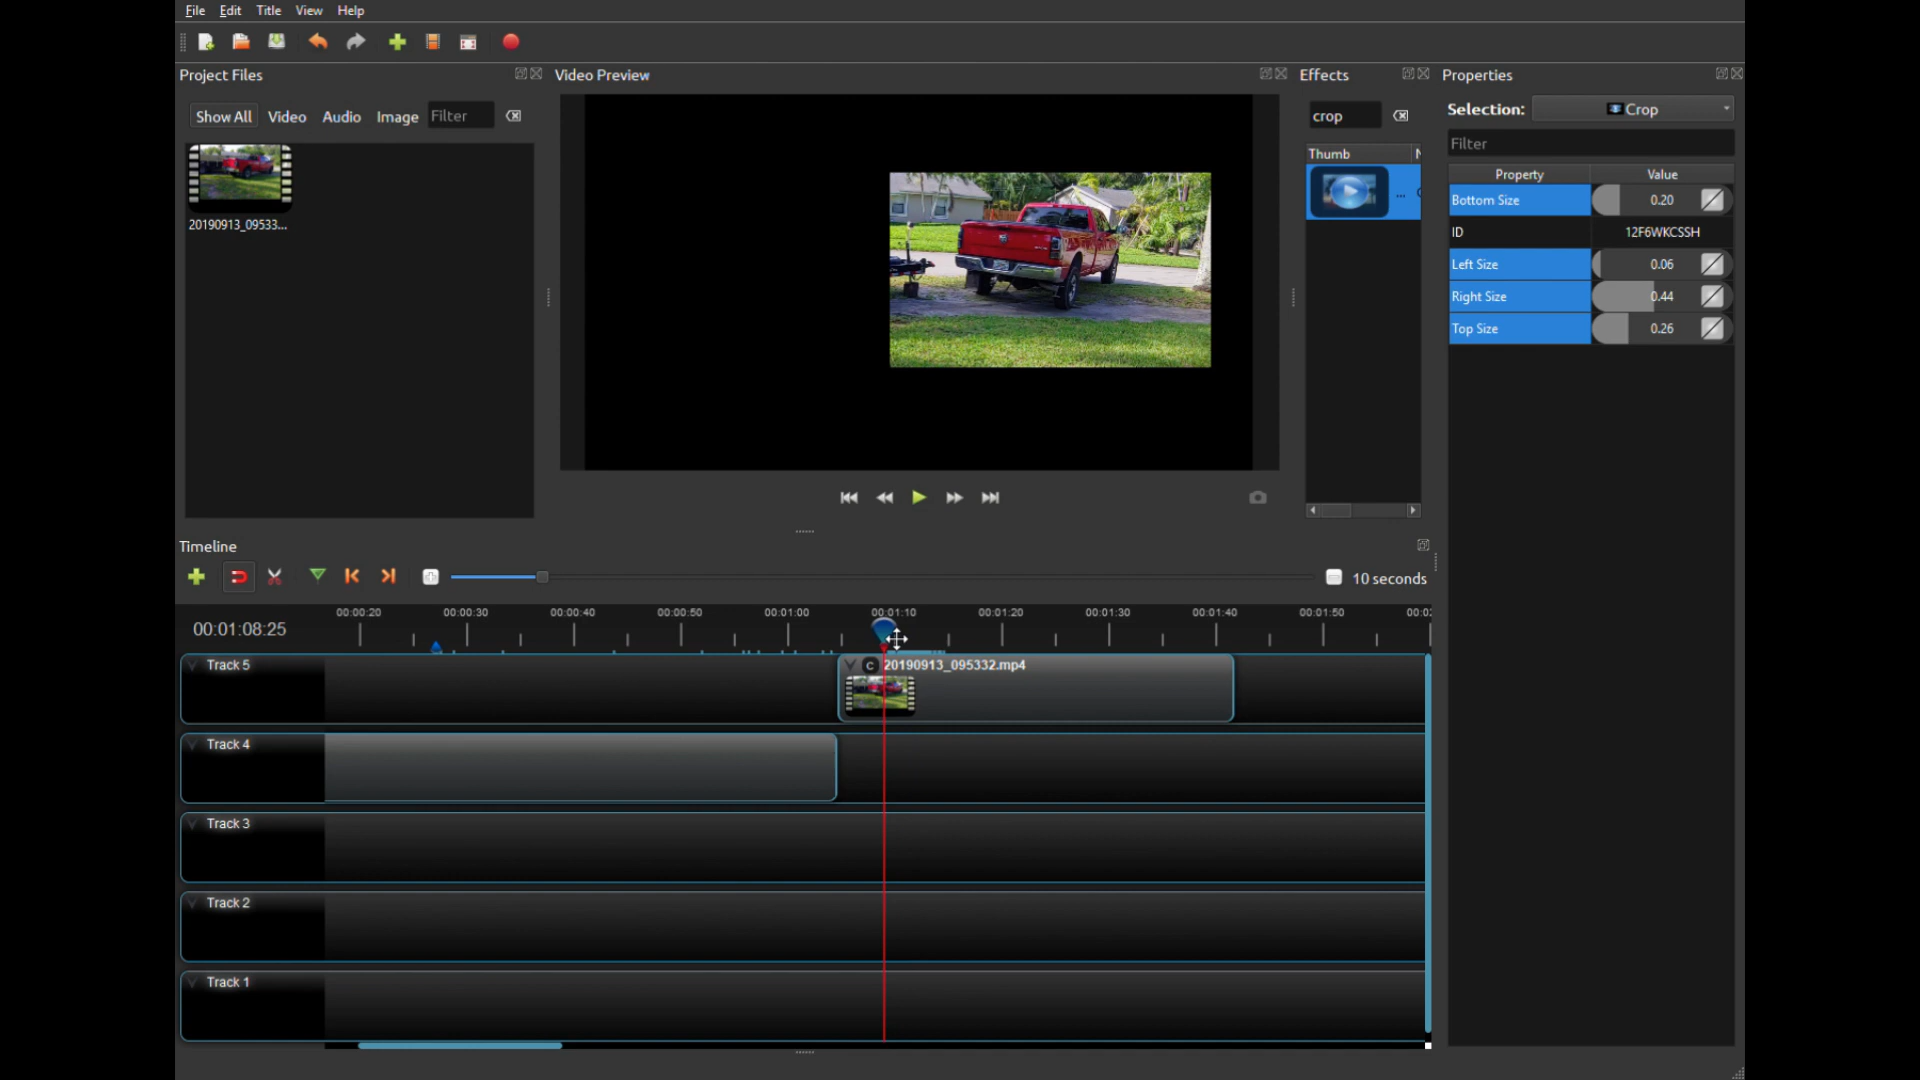 File Edit Title View Help
Project Files
Video Preview
Effects
Properties
Show All Video Audio Image Filter
crop
Selection: Crop
Filter
Thumb
Property Value
Bottom Size 0.20
ID 12F6WKCSSH
Left Size 0.06
Right Size 0.44
Top Size 0.26
20190913_09533...
Timeline
10 seconds
00:01:08:25
00:00:20 00:00:30 00:00:40 00:00:50 00:01:00 00:01:10 00:01:20 00:01:30 00:01:40 00:01:50
Track 5
C 20190913_095332.mp4
Track 4
Track 3
Track 2
Track 1